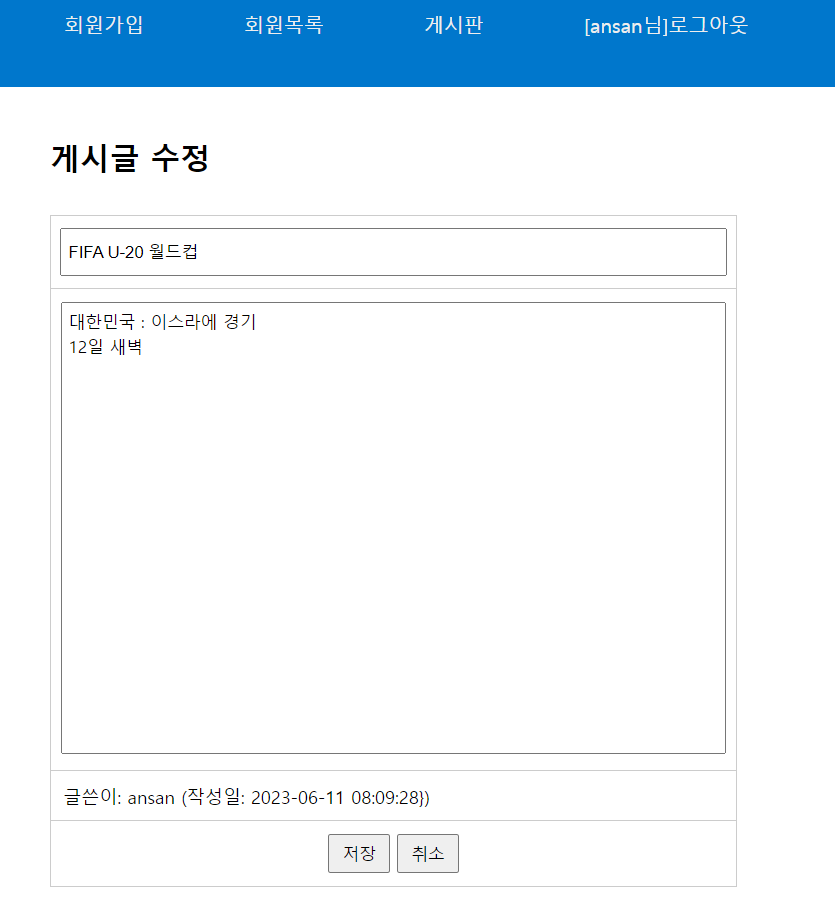 회원가입 회원목록 게시판 [ansan님]로그아웃
게시글 수정
FIFA U-20 월드컵
대한민국 : 이스라에 경기
12일 새벽
글쓴이: ansan (작성일: 2023-06-11 08:09:28})
저장 취소